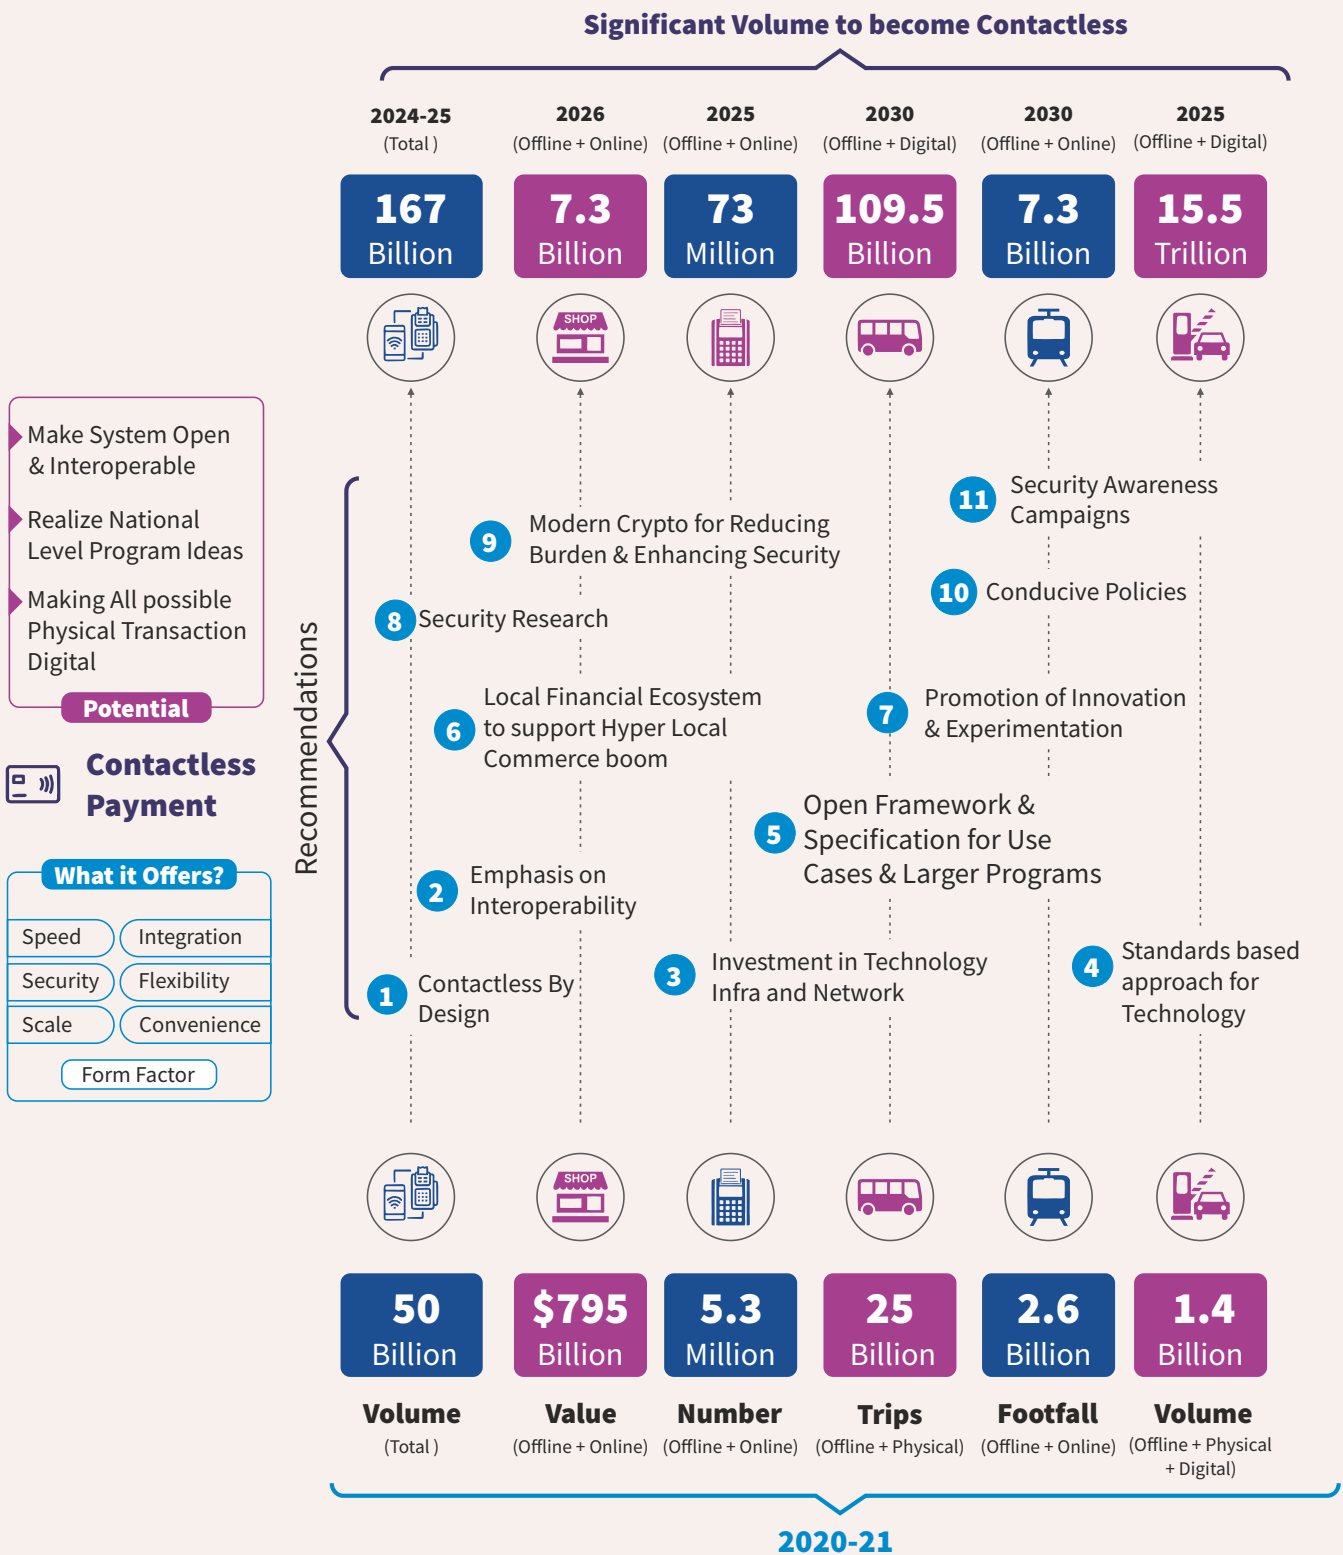 Significant Volume to become Contactless
2024-25
(Total )
2026
(Offline + Online)
2025
(Offline + Online)
2030
(Offline + Digital)
2030
(Offline + Online)
2025
(Offline + Digital)
167
Billion
7.3
Billion
73
Million
109.5
Billion
7.3
Billion
15.5
Trillion
SHOP
Make System Open
& Interoperable
Realize National
Level Program Ideas
Making All possible
Physical Transaction
Digital
Potential
Contactless
Payment
What it Offers?
Speed
Integration
Security
Flexibility
Scale
Convenience
Form Factor
Recommendations
11
Security Awareness
Campaigns
9
Modern Crypto for Reducing
Burden & Enhancing Security
10
Conducive Policies
8
Security Research
6
Local Financial Ecosystem
to support Hyper Local
Commerce boom
7
Promotion of Innovation
& Experimentation
5
Open Framework &
Specification for Use
Cases & Larger Programs
2
Emphasis on
Interoperability
3
Investment in Technology
Infra and Network
4
Standards based
approach for
Technology
1
Contactless By
Design
SHOP
50
Billion
$795
Billion
5.3
Million
25
Billion
2.6
Billion
1.4
Billion
Volume
(Total )
Value
(Offline + Online)
Number
(Offline + Online)
Trips
(Offline + Physical)
Footfall
(Offline + Online)
Volume
(Offline + Physical
+ Digital)
2020-21